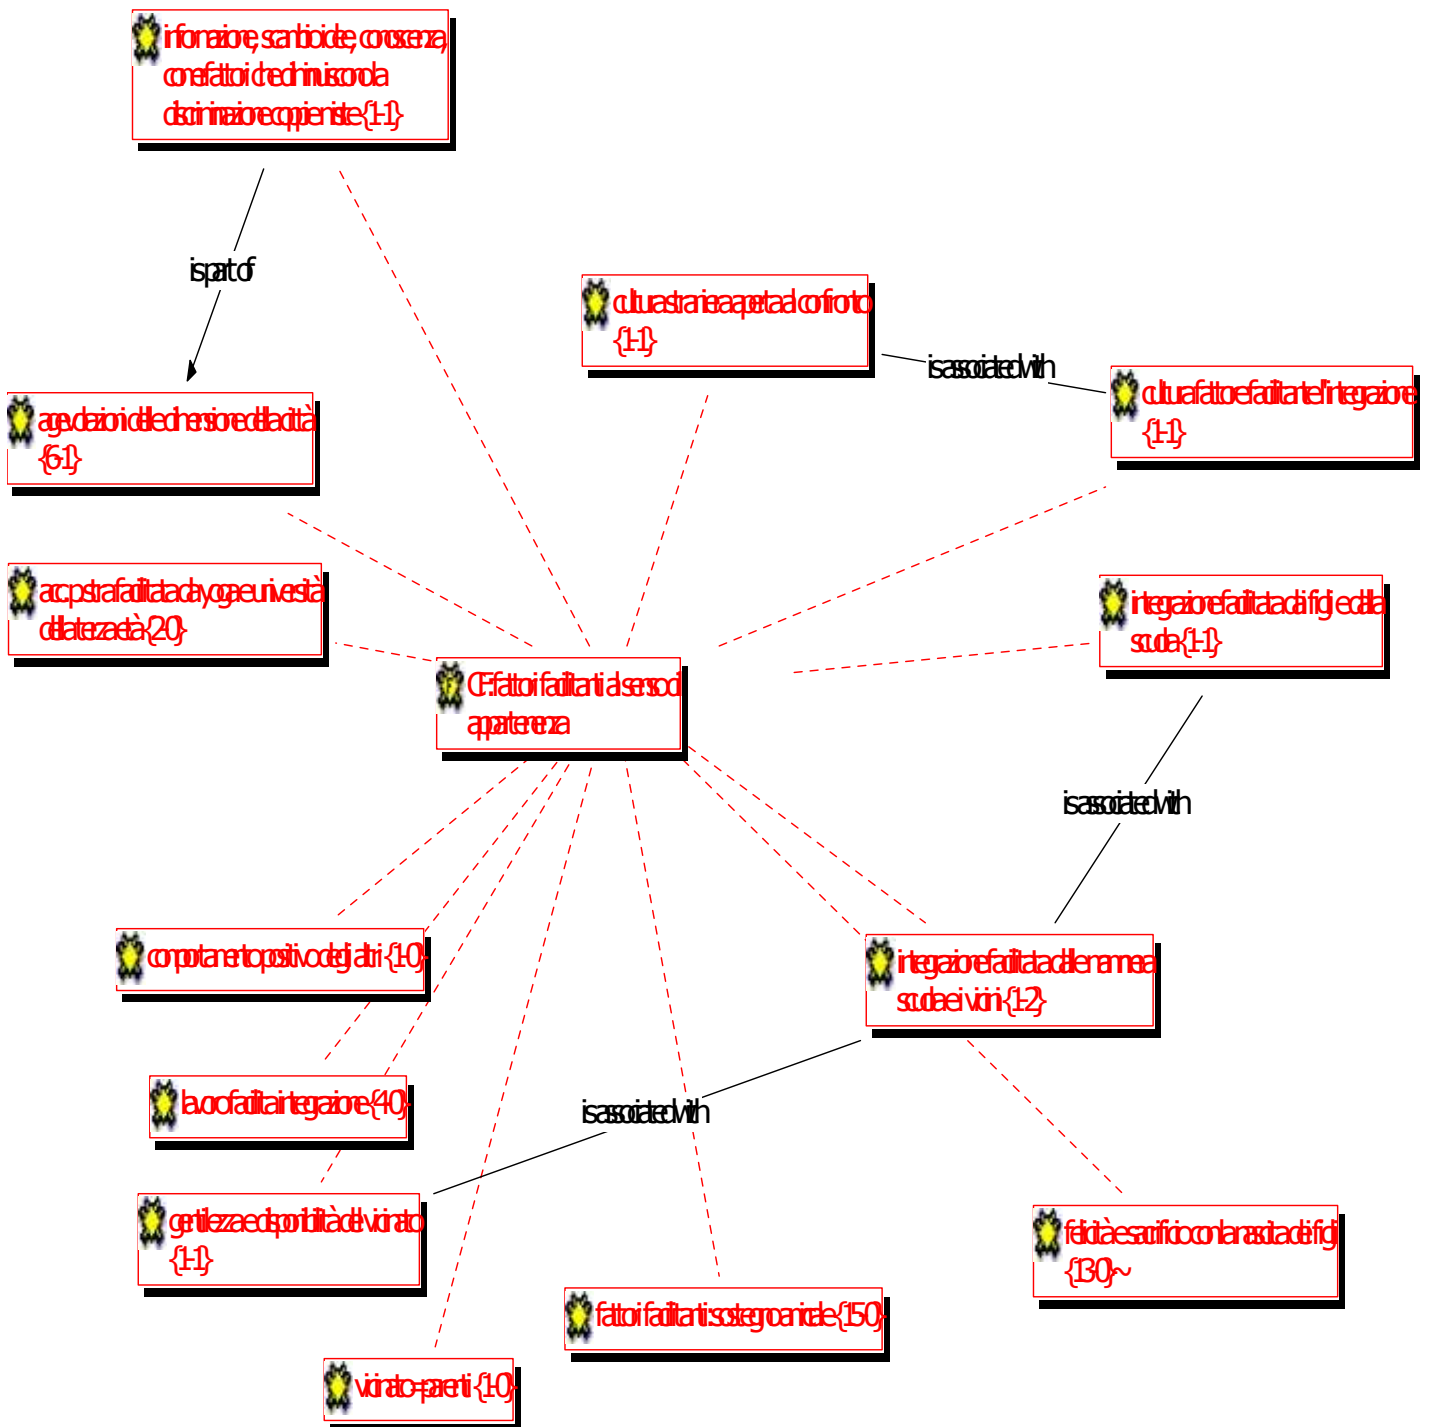 informazione, scambio idee, conoscenza,
come fattori che diminuiscono la
discriminazione coppie miste {1-1}
is part of
cultura straniera aperta al confronto
{1-1}
is associated with
cultura fattore facilitante l'integrazione
{1-1}
agevolazioni delle dimensione della città
{6-1}
acc.postra facilitata da yoga e università
della terza età {2-0}
integrazione facilitata dai figli e dalla
scuola {1-1}
CF:fattori facilitanti al senso di
appartenenza
is associated with
comportamento positivo degli altri {1-0}
integrazione facilitata dalle mamme a
scuola e i vicini {1-2}
lavoro facilita integrazione {4-0}
is associated with
gentilezza e disponibilità del vicinato
{1-1}
felicità e sacrificio con la nascita dei figli
{13-0}~
fattori facilitanti: sostegno amicale {15-0}
vicinato=parenti {1-0}